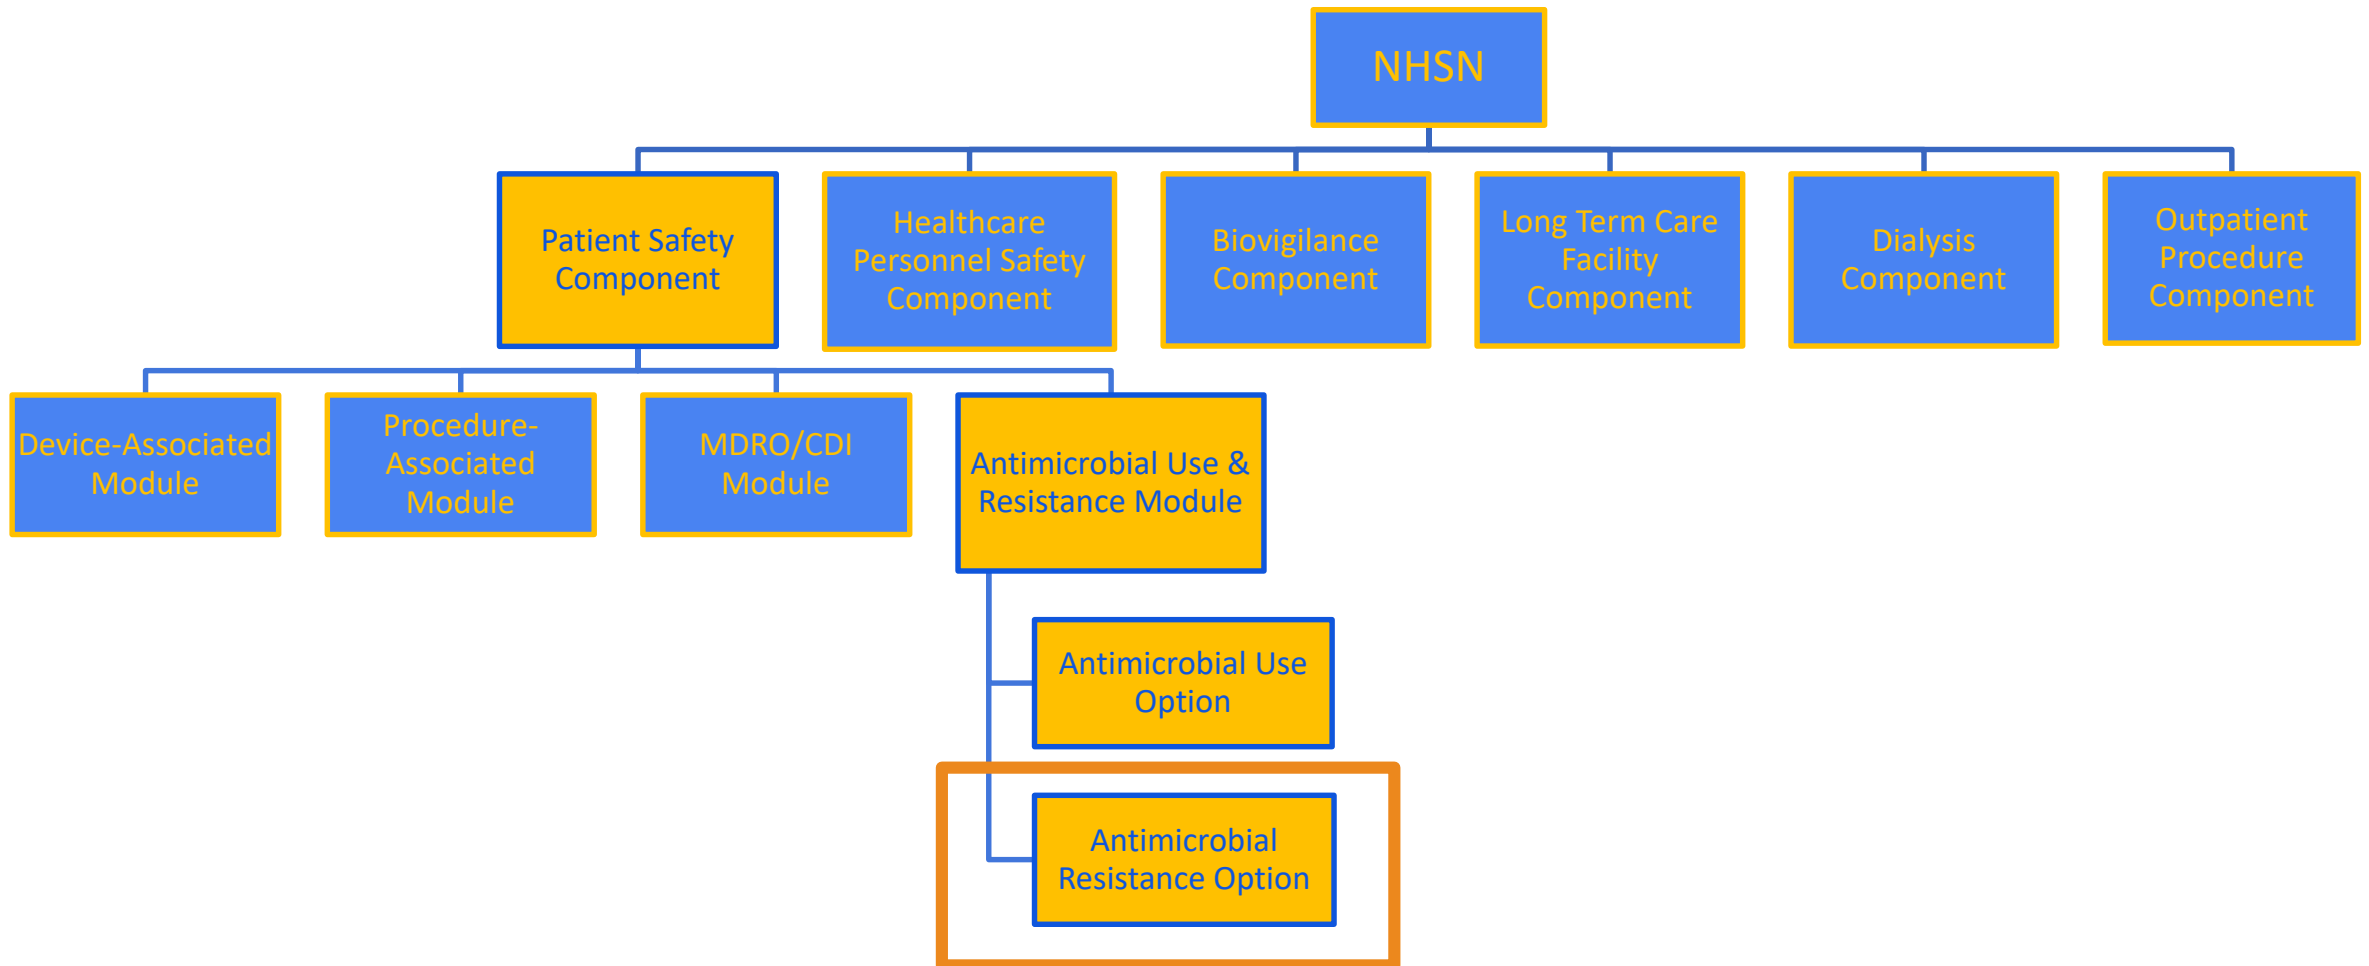 NHSN
Patient Safety
Component
Healthcare
Personnel Safety
Component
Biovigilance
Component
Long Term Care
Facility
Component
Dialysis
Component
Outpatient
Procedure
Component
Device-Associated
Module
Procedure-
Associated
Module
MDRO/CDI
Module
Antimicrobial Use &
Resistance Module
Antimicrobial Use
Option
Antimicrobial
Resistance Option